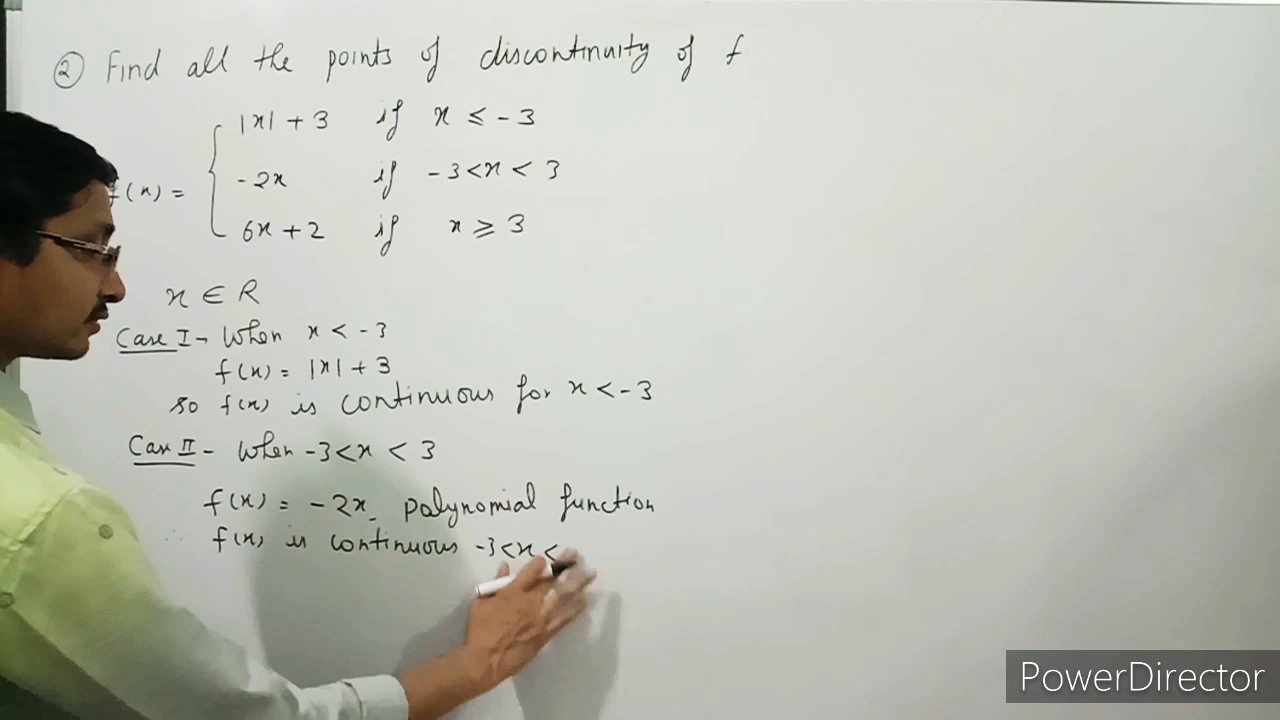 ② Find all the points of discontinuity of f
|x| + 3 if x ≤ -3
f(x) = -2x if -3 < x < 3
6x + 2 if x ≥ 3
x ∈ R
Case I - When x < -3
f(x) = |x| + 3
so f(x) is continuous for x < -3
Case II - When -3 < x < 3
f(x) = -2x polynomial function
∴ f(x) is continuous -3 < x <
PowerDirector